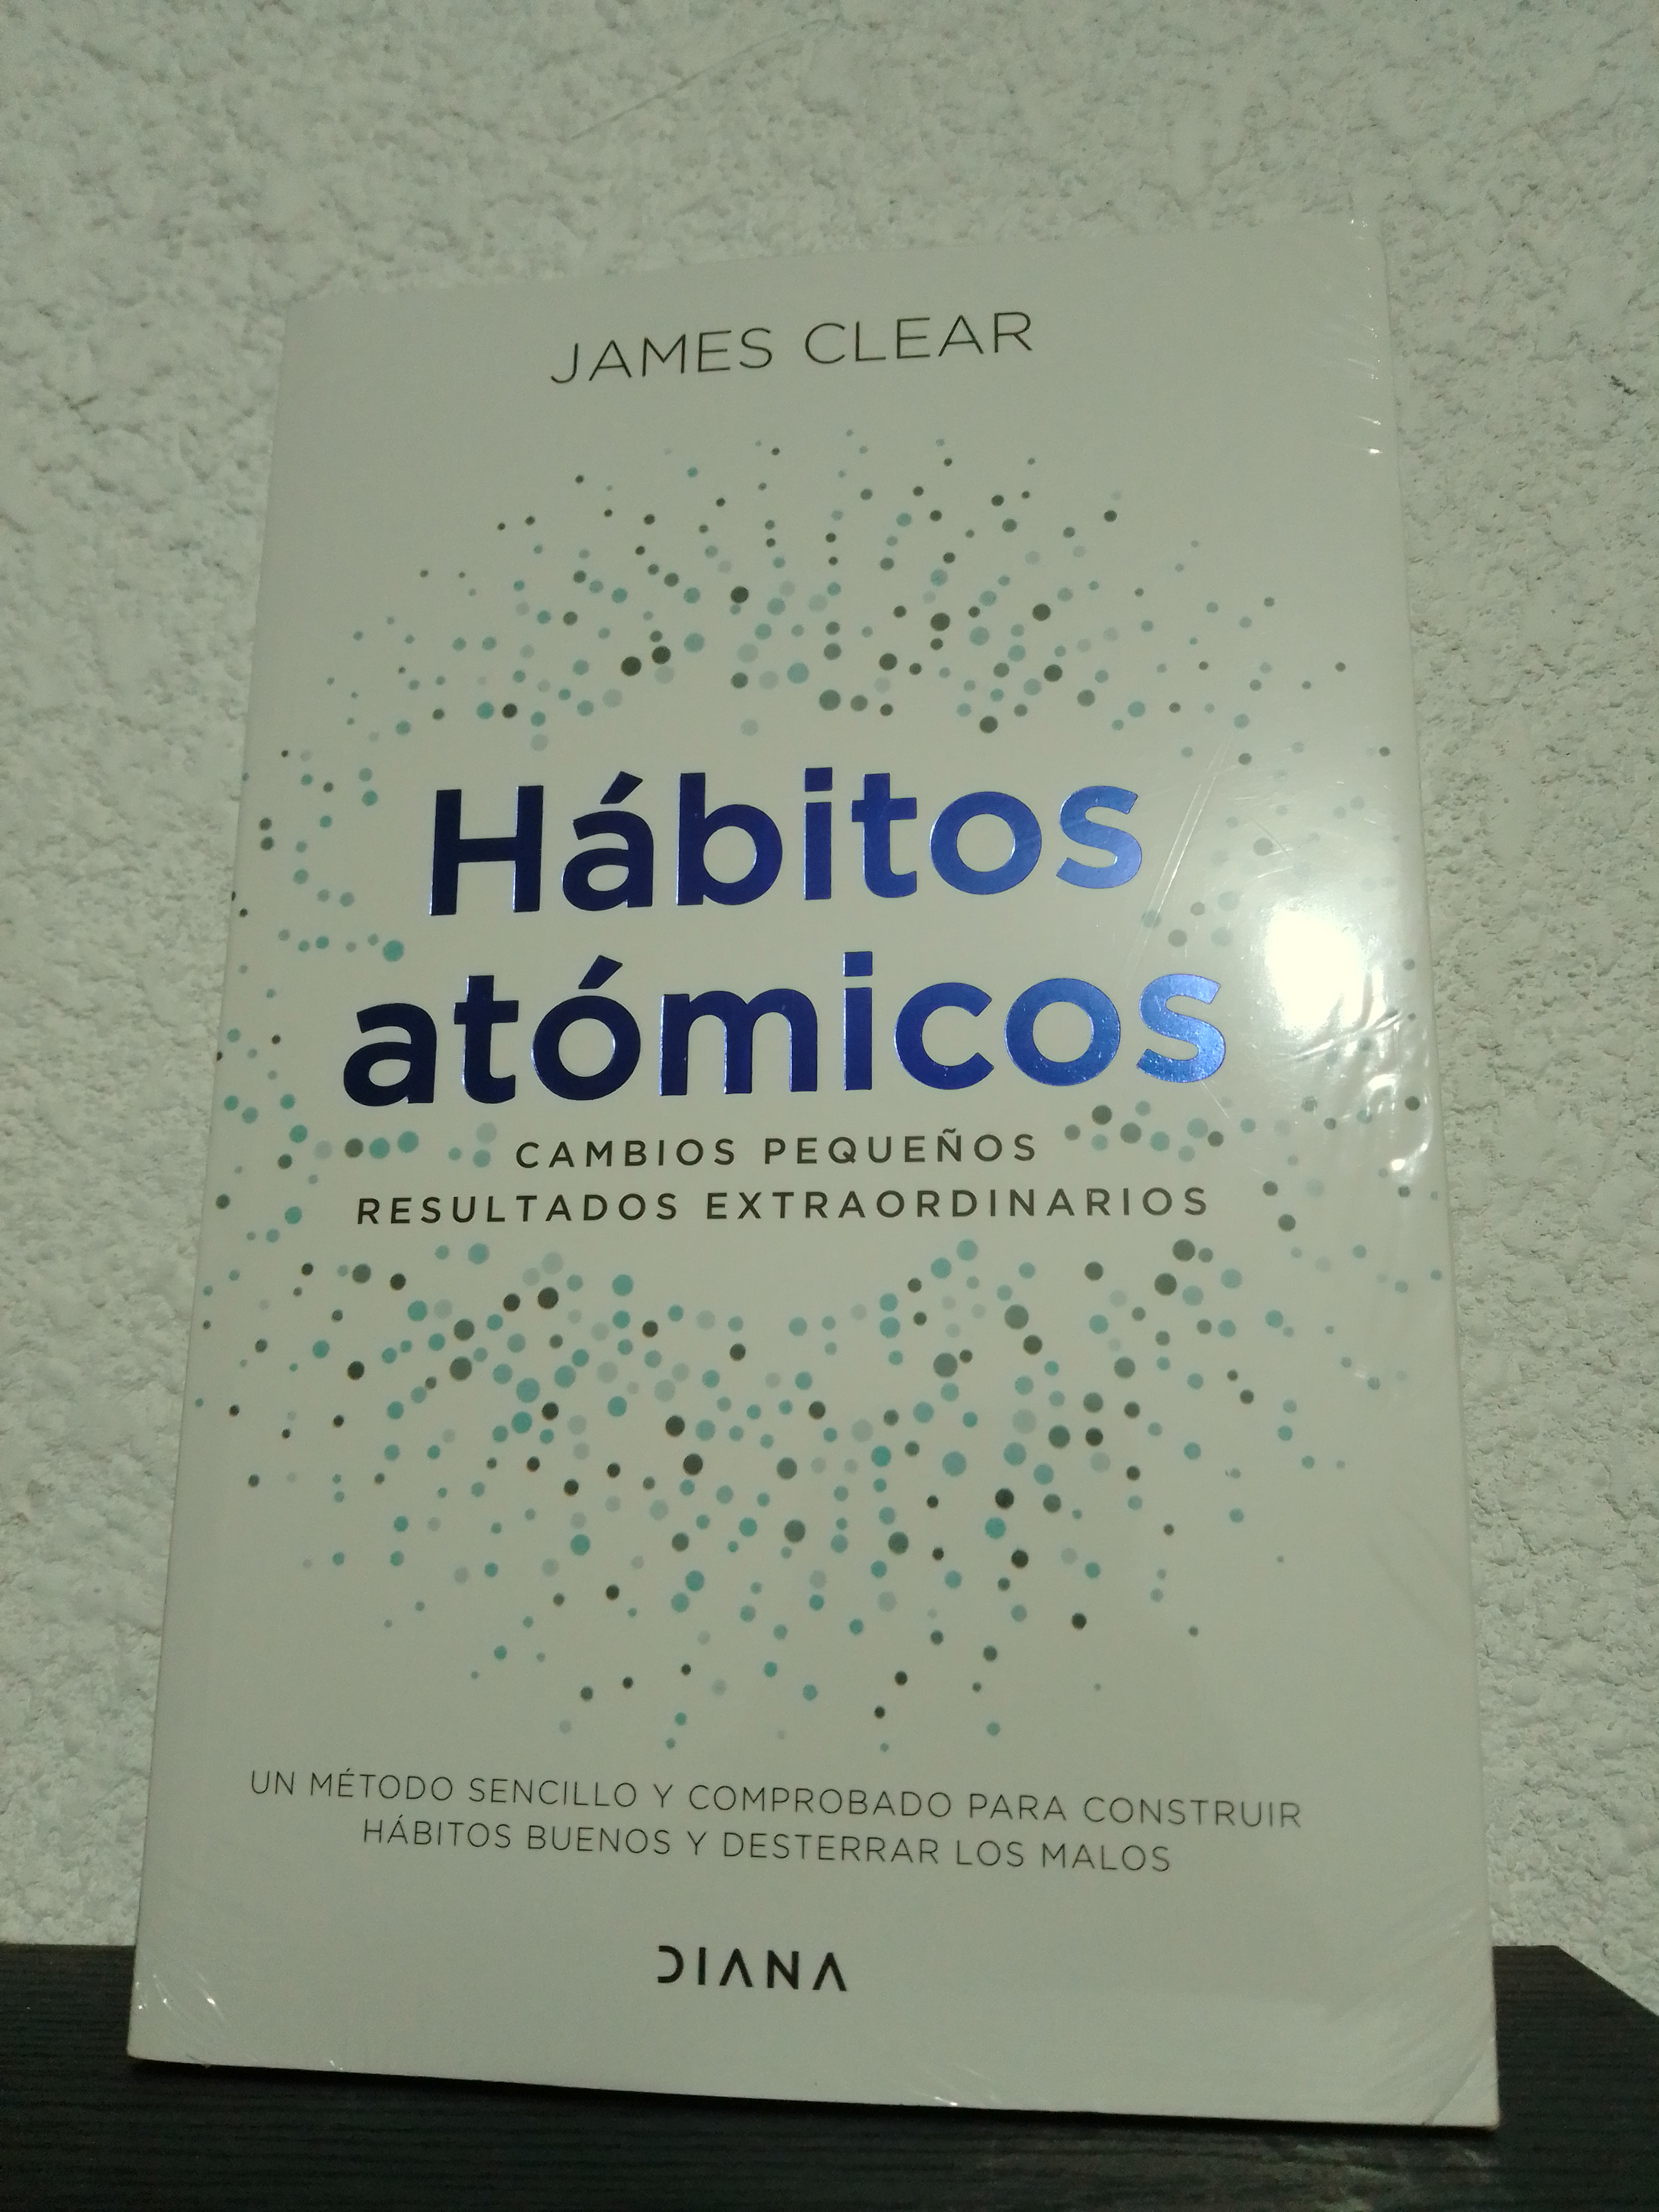 JAMES CLEAR
Hábitos
atómicos
CAMBIOS PEQUEÑOS
RESULTADOS EXTRAORDINARIOS
UN MÉTODO SENCILLO Y COMPROBADO PARA CONSTRUIR
HÁBITOS BUENOS Y DESTERRAR LOS MALOS
DIANA